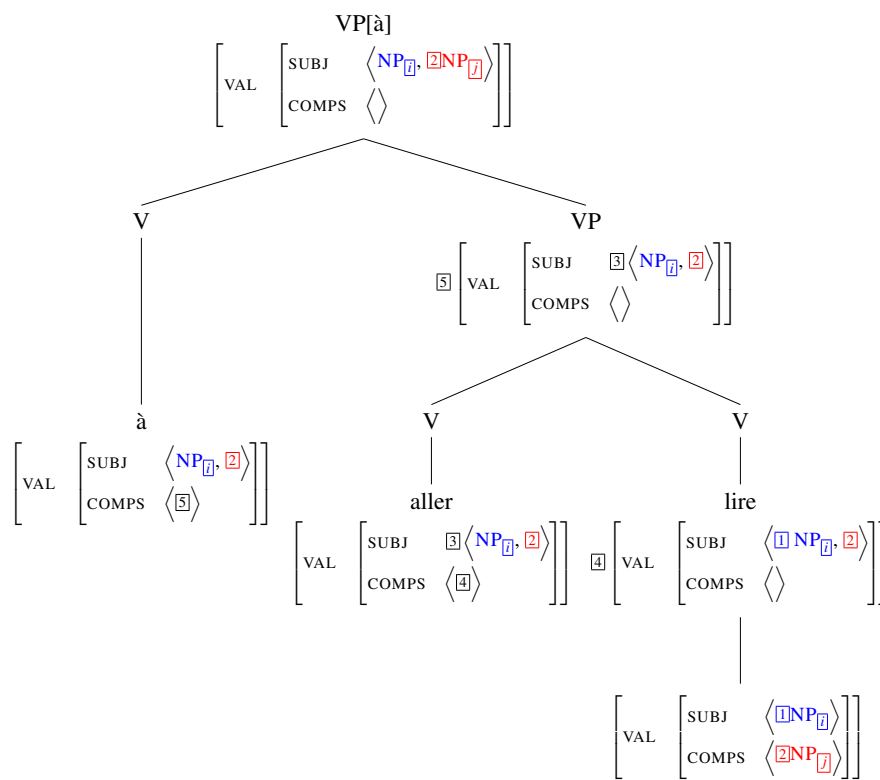 VP[à]
[VAL [SUBJ ⟨NP[i], [2]NP[j]⟩]]
[COMPS ⟨⟩]
V VP
[5] [VAL [SUBJ [3]⟨NP[i], [2]⟩]]
[COMPS ⟨⟩]
à V V
[VAL [SUBJ ⟨NP[i], [2]⟩]]
[COMPS ⟨[5]⟩]
aller lire
[VAL [SUBJ [3]⟨NP[i], [2]⟩]] [4] [VAL [SUBJ ⟨[1] NP[i], [2]⟩]]
[COMPS ⟨[4]⟩] [COMPS ⟨⟩]
[VAL [SUBJ ⟨[1]NP[i]⟩]]
[COMPS ⟨[2]NP[j]⟩]